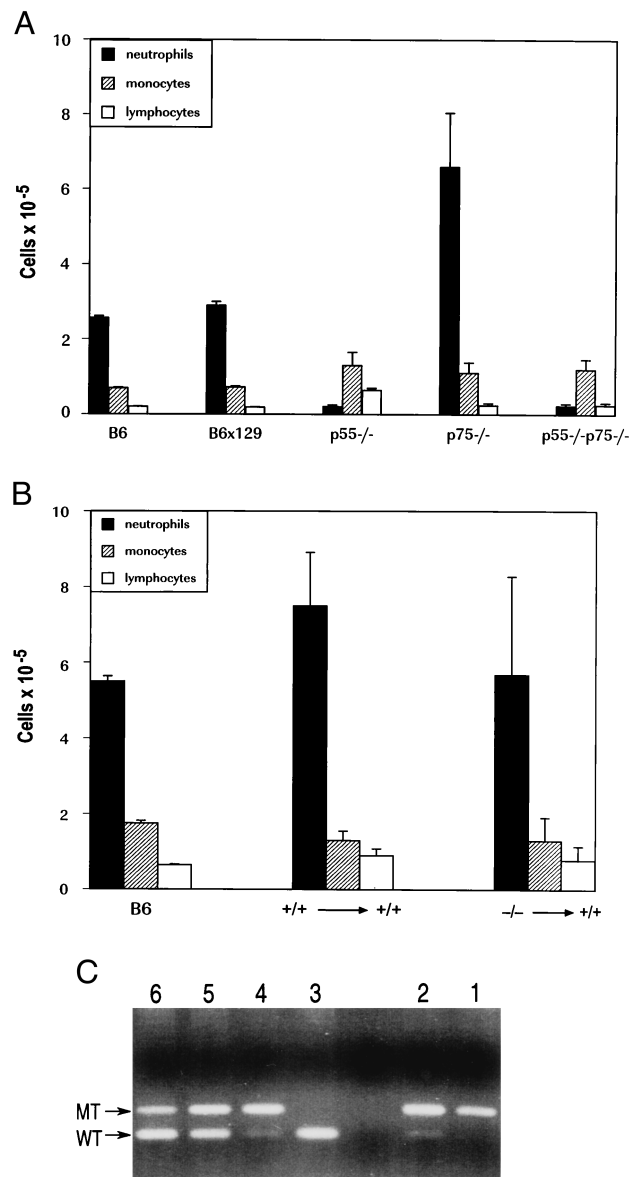 A
10
8
6
4
2
0
Cells x 10-5
neutrophils
monocytes
lymphocytes
B6
B6x129
p55-/-
p75-/-
p55-/-p75-/-
B
10
8
6
4
2
0
Cells x 10-5
neutrophils
monocytes
lymphocytes
B6
+/+ → +/+
–/– → +/+
C
6 5 4 3 2 1
MT→
WT→